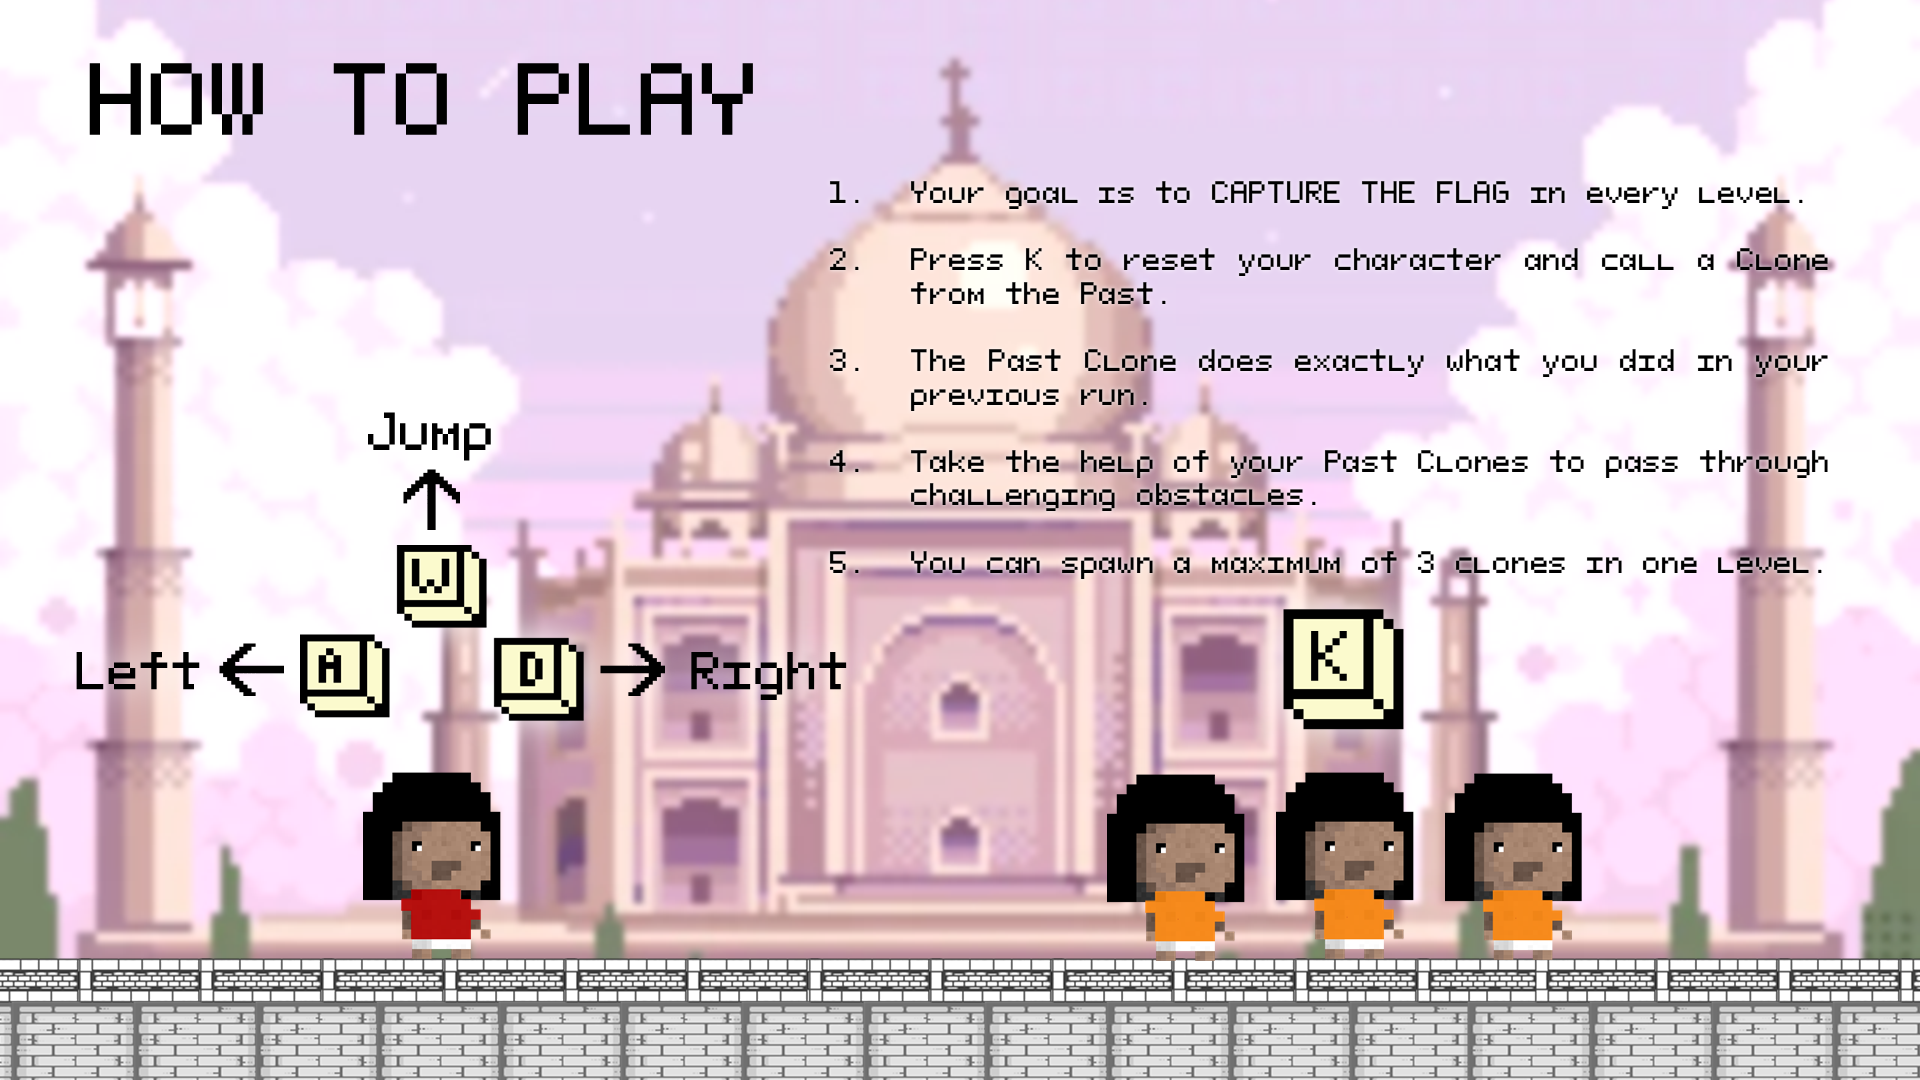 HOW TO PLAY
1. Your goal is to CAPTURE THE FLAG in every level.
2. Press K to reset your character and call a Clone
from the Past.
3. The Past Clone does exactly what you did in your
previous run.
4. Take the help of your Past Clones to pass through
challenging obstacles.
5. You can spawn a maximum of 3 clones in one level.
Jump
W
Left
A
D
Right
K